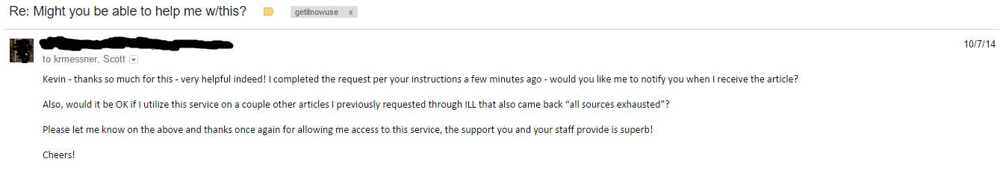 Re: Might you be able to help me w/this?
getitnowuse x
10/7/14
to krmessner, Scott
Kevin - thanks so much for this - very helpful indeed! I completed the request per your instructions a few minutes ago - would you like me to notify you when I receive the article?
Also, would it be OK if I utilize this service on a couple other articles I previously requested through ILL that also came back “all sources exhausted”?
Please let me know on the above and thanks once again for allowing me access to this service, the support you and your staff provide is superb!
Cheers!